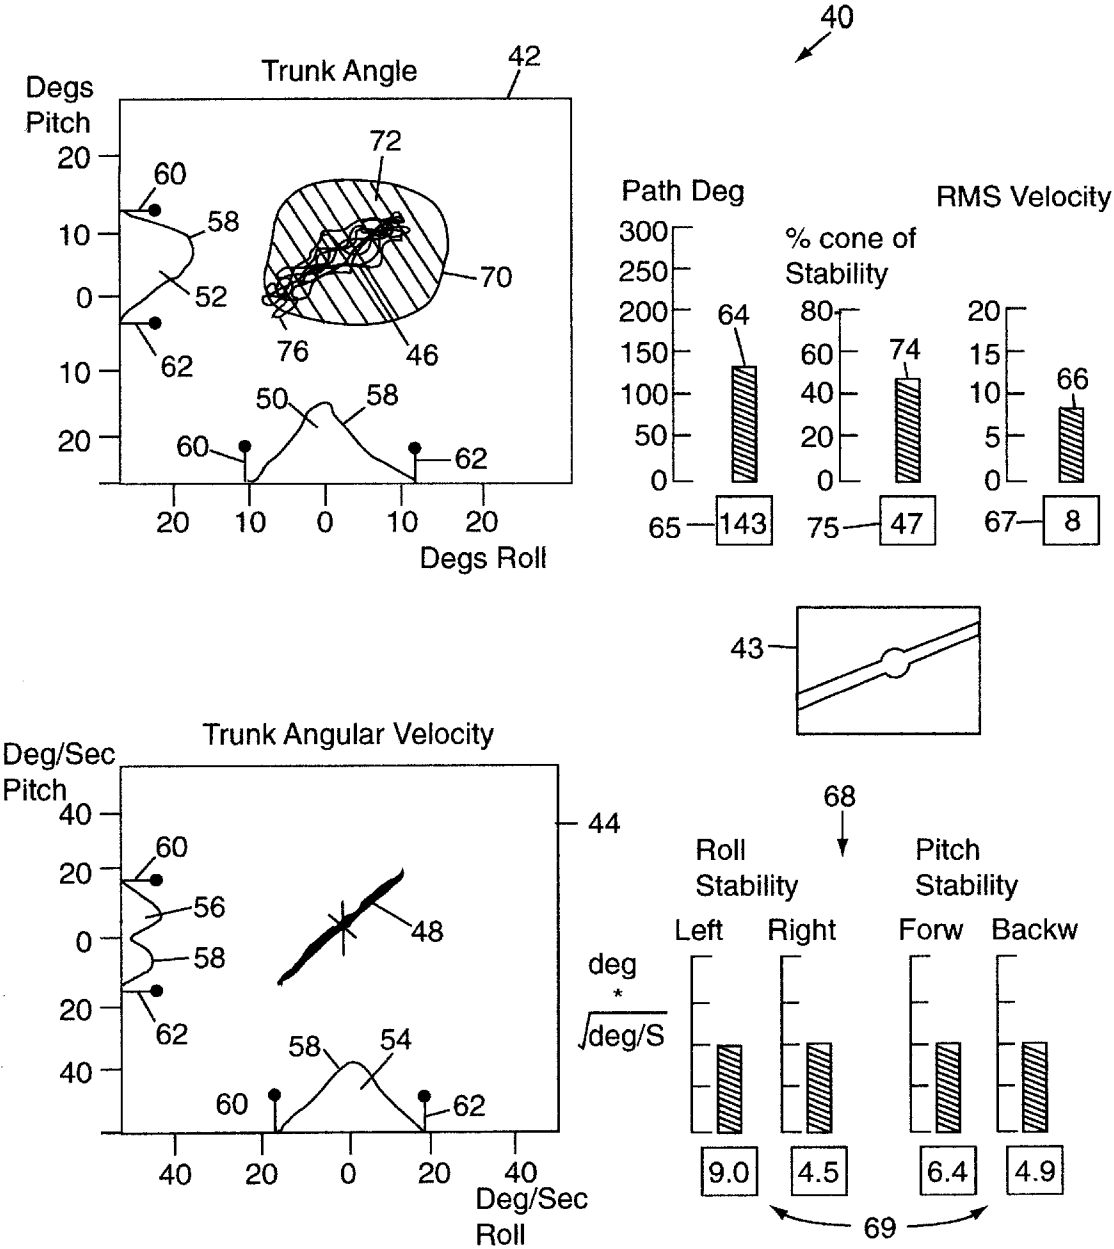 40
Trunk Angle
42
Degs
Pitch
20
10
0
10
20
60
58
52
62
72
70
76
46
50
58
60
62
20 10 0 10 20
Degs Roll
Path Deg
300
250
200
150
100
50
0
64
65
143
% cone of
Stability
80
60
40
20
0
74
75
47
RMS Velocity
20
15
10
5
0
66
67
8
43
Trunk Angular Velocity
Deg/Sec
Pitch
40
20
0
20
40
44
60
56
58
62
48
58
54
60
62
40 20 0 20 40
Deg/Sec
Roll
68
Roll
Stability
Left Right
Pitch
Stability
Forw Backw
deg
*
√deg/S
9.0 4.5 6.4 4.9
69